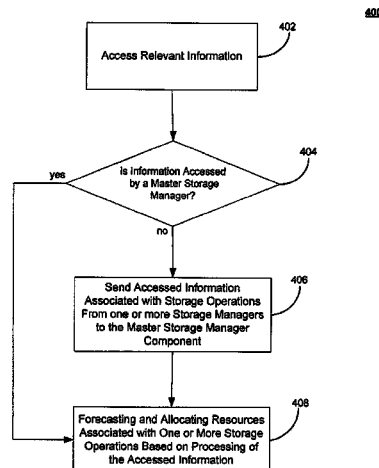 400
402
Access Relevant Information
404
yes
Is Information Accessed
by a Master Storage
Manager?
no
406
Send Accessed Information
Associated with Storage Operations
From one or more Storage Managers
to the Master Storage Manager
Component
408
Forecasting and Allocating Resources
Associated with One or More Storage
Operations Based on Processing of
the Accessed Information